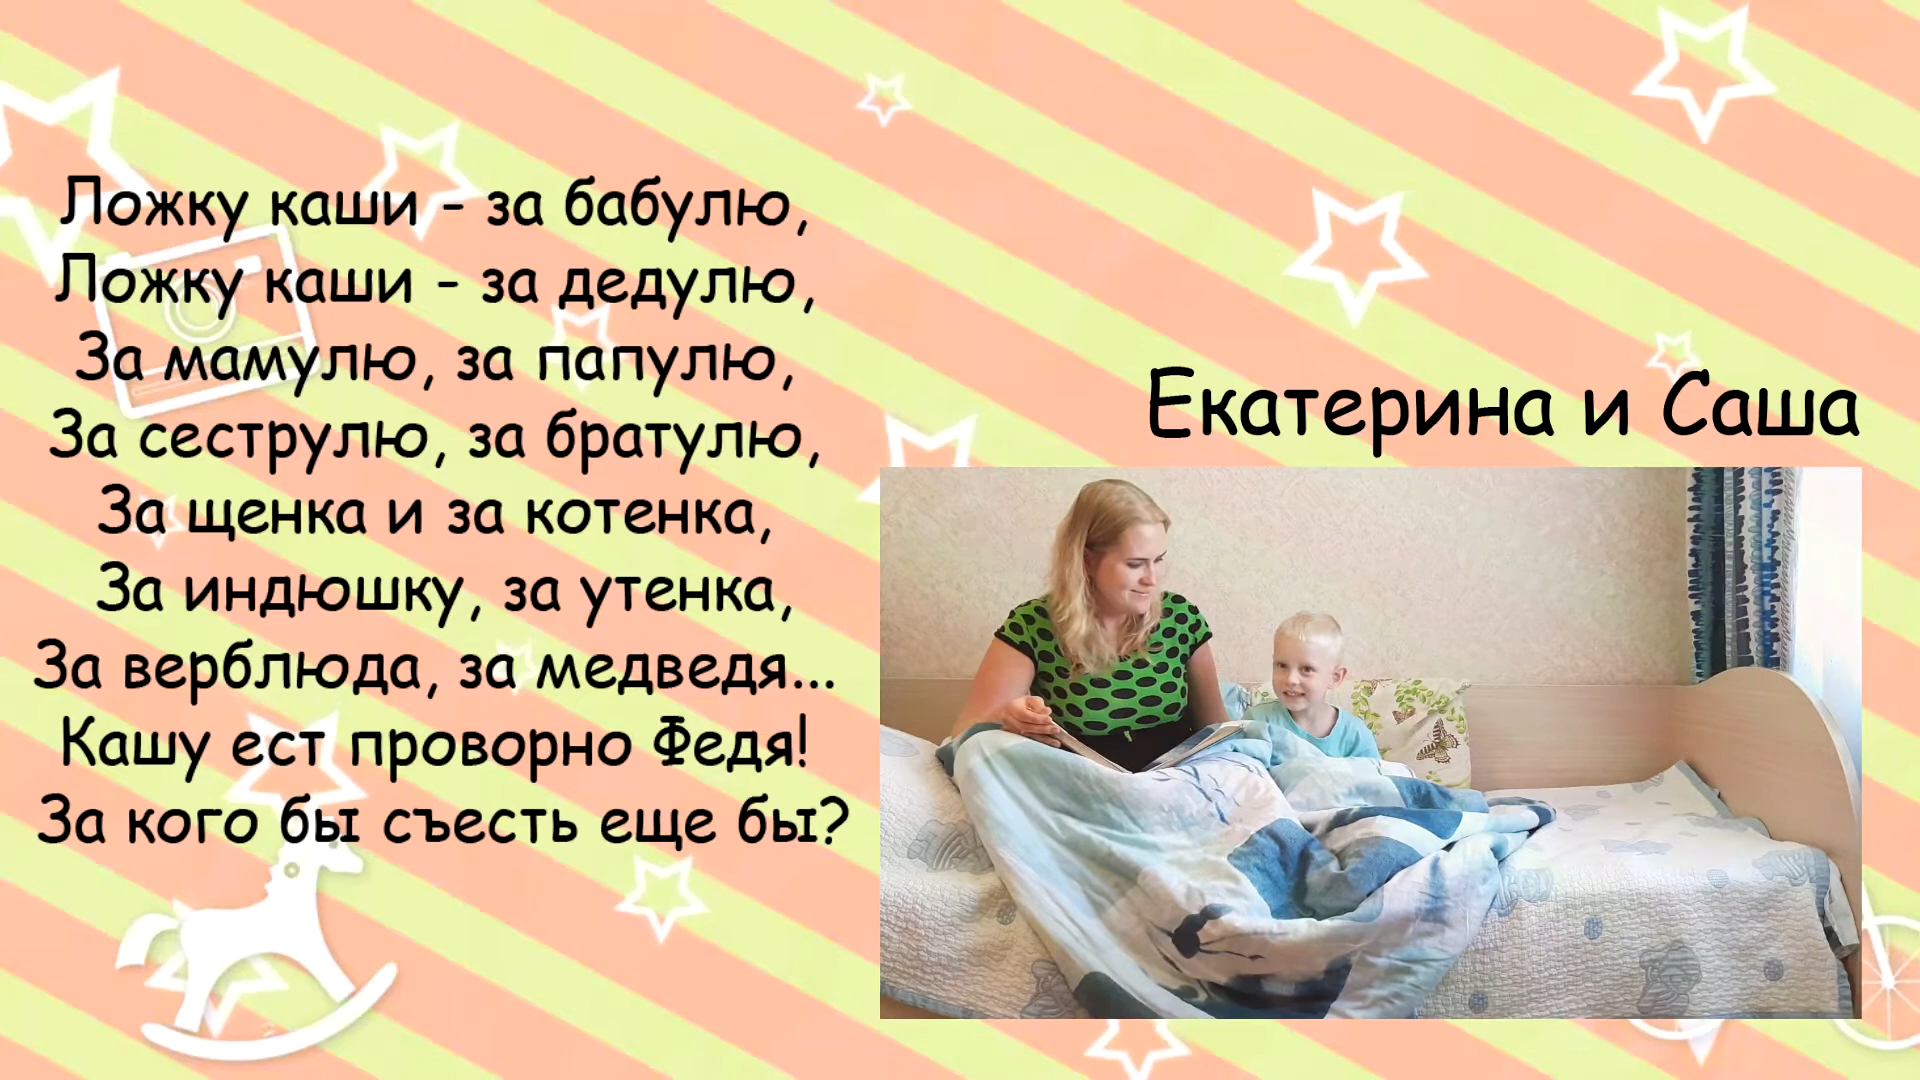 Ложку каши - за бабулю,
Ложку каши - за дедулю,
За мамулю, за папулю,
За сеструлю, за братулю,
За щенка и за котенка,
За индюшку, за утенка,
За верблюда, за медведя...
Кашу ест проворно Федя!
За кого бы съесть еще бы?
Екатерина и Саша